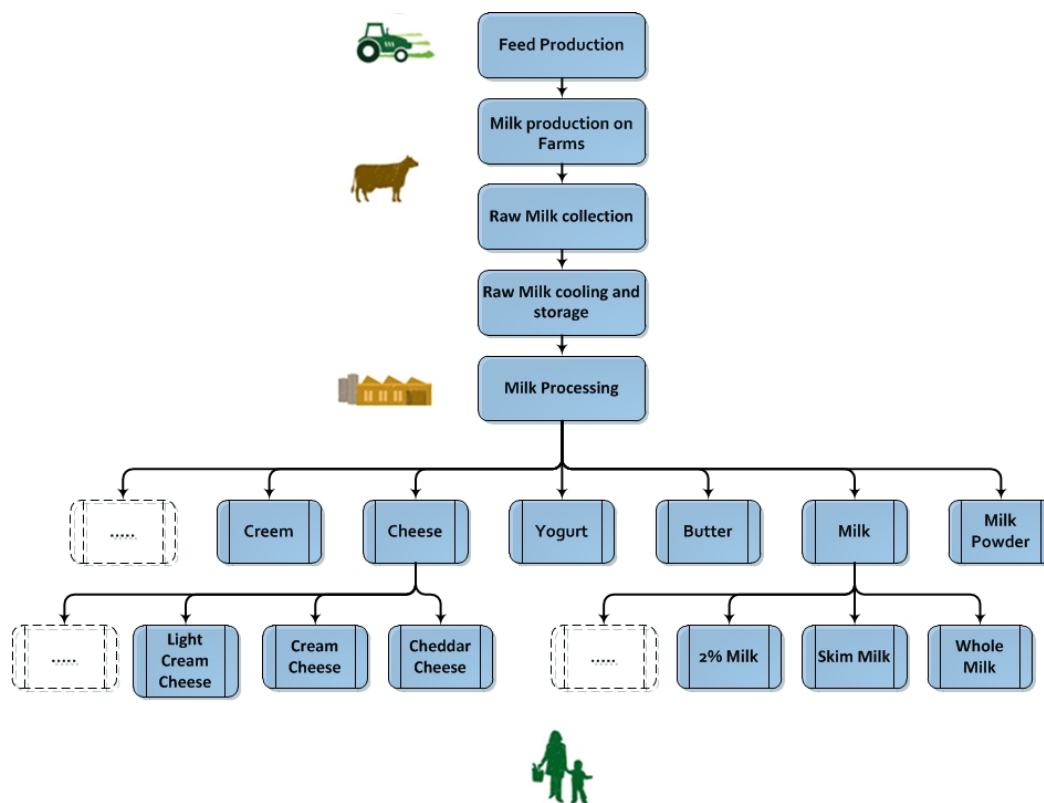 Feed Production
Milk production on
Farms
Raw Milk collection
Raw Milk cooling and
storage
Milk Processing
.....
Creem
Cheese
Yogurt
Butter
Milk
Milk
Powder
.....
Light
Cream
Cheese
Cream
Cheese
Cheddar
Cheese
.....
2% Milk
Skim Milk
Whole
Milk